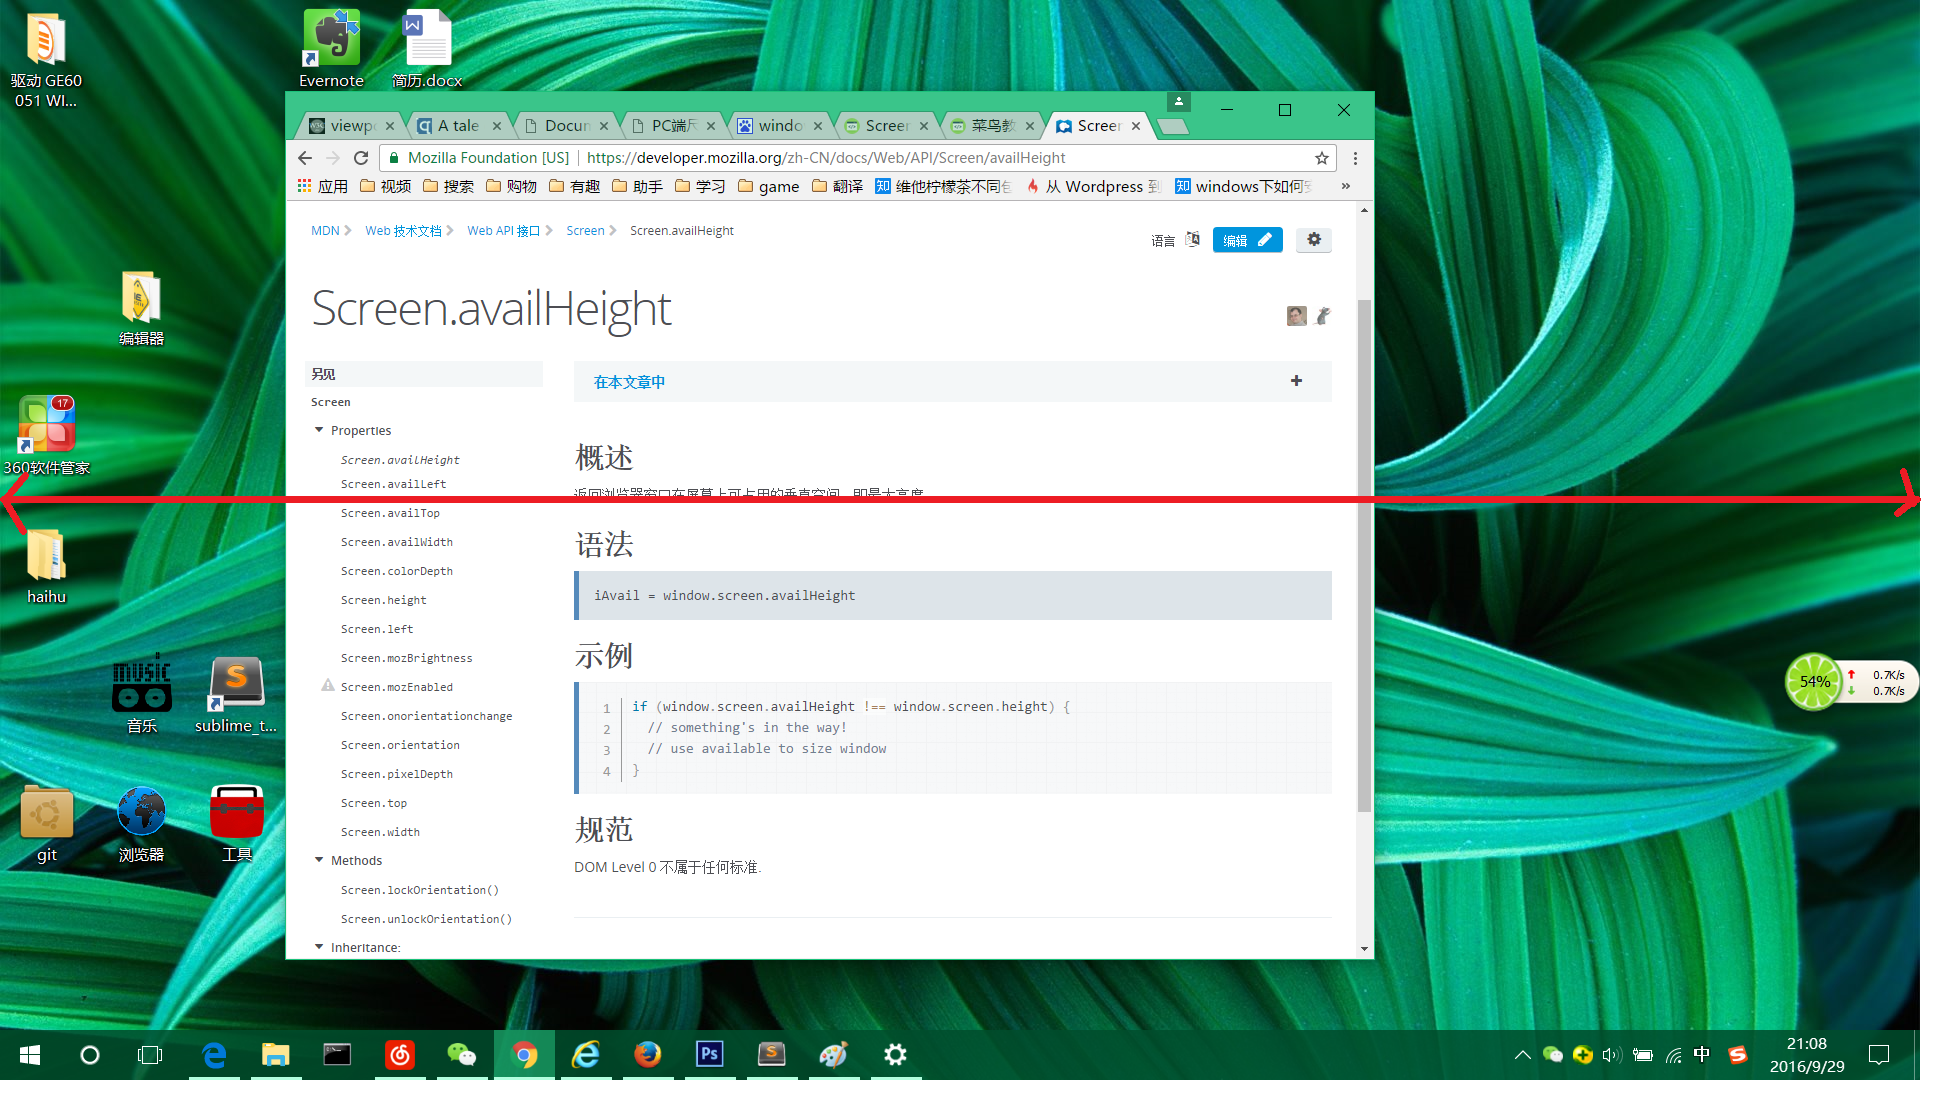 驱动 GE60
051 WI...
Evernote
简历.docx
编辑器
17
360软件管家
haihu
music
音乐
sublime_t...
git
浏览器
工具
viewp
A tale
Docum
PC端尺
windo
Screen
菜鸟教
Screen
Mozilla Foundation [US]
https://developer.mozilla.org/zh-CN/docs/Web/API/Screen/availHeight
应用
视频
搜索
购物
有趣
助手
学习
game
翻译
知 维他柠檬茶不同包
从 Wordpress 到
知 windows下如何安
»
MDN
Web 技术文档
Web API 接口
Screen
Screen.availHeight
语言
编辑
Screen.availHeight
另见
Screen
Properties
Screen.availHeight
Screen.availLeft
Screen.availTop
Screen.availWidth
Screen.colorDepth
Screen.height
Screen.left
Screen.mozBrightness
Screen.mozEnabled
Screen.onorientationchange
Screen.orientation
Screen.pixelDepth
Screen.top
Screen.width
Methods
Screen.lockOrientation()
Screen.unlockOrientation()
Inheritance:
在本文章中
+
概述
返回浏览器窗口在屏幕上可占用的垂直空间，即最大高度
语法
iAvail = window.screen.availHeight
示例
1 if (window.screen.availHeight !== window.screen.height) {
2 // something's in the way!
3 // use available to size window
4 }
规范
DOM Level 0 不属于任何标准.
54%
0.7K/s
0.7K/s
Ps
中
21:08
2016/9/29